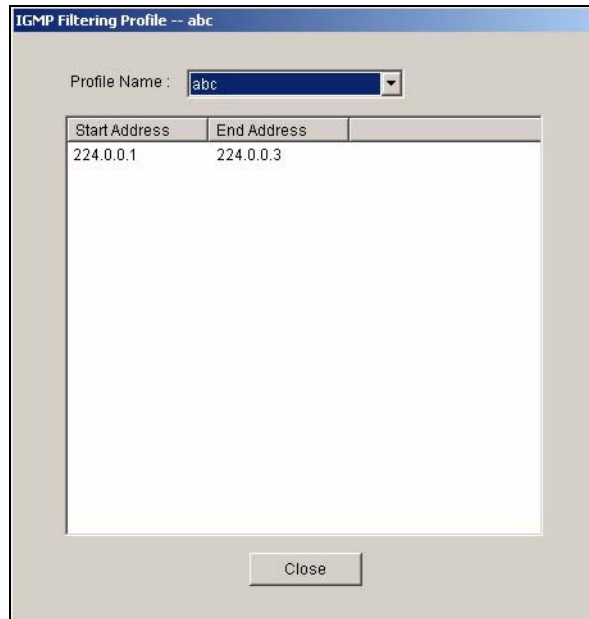 IGMP Filtering Profile -- abc
Profile Name : abc
Start Address End Address
224.0.0.1 224.0.0.3
Close